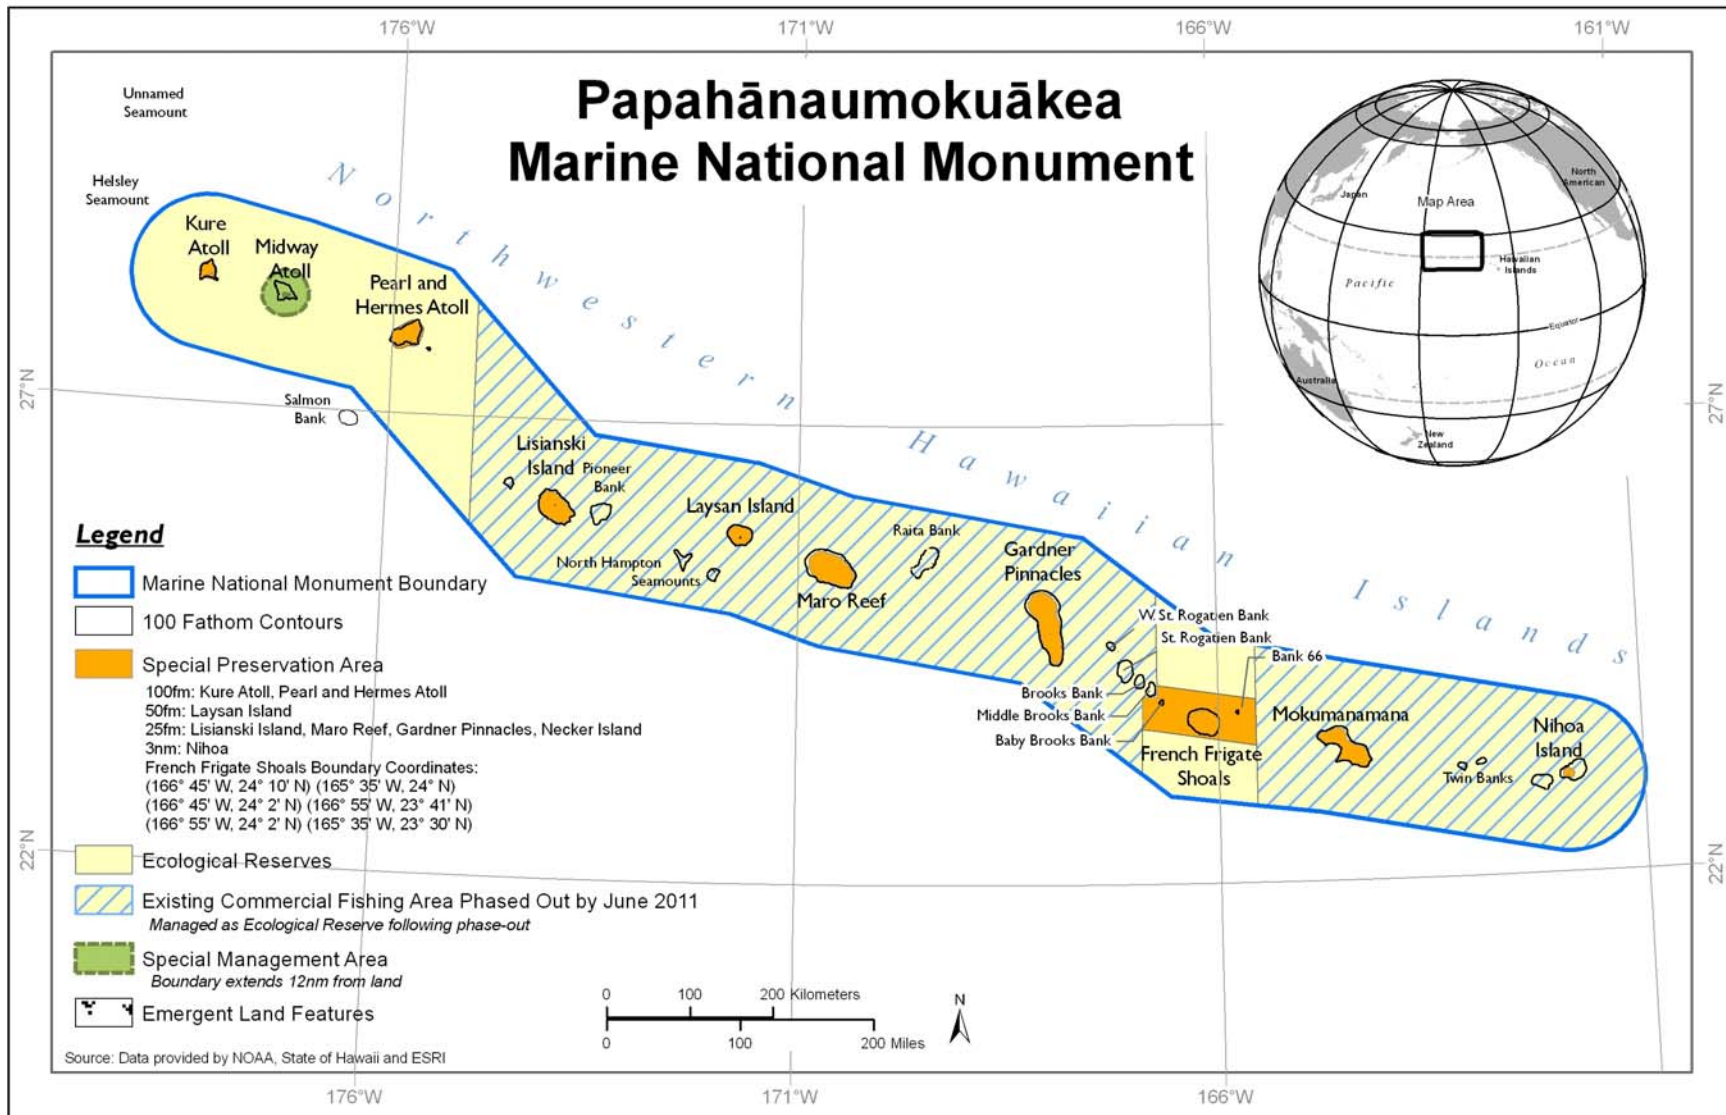 176°W
171°W
166°W
161°W
Papahānaumokuākea
Marine National Monument
Unnamed
Seamount
Helsley
Seamount
Kure
Atoll
Midway
Atoll
Pearl and
Hermes Atoll
Northwestern
Hawaiian
Islands
Japan
Map Area
North
American
Hawaiian
Islands
Pacific
Equator
Ocean
Australia
New
Zealand
27°N
27°N
Salmon
Bank
Lisianski
Island
Pioneer
Bank
Laysan Island
North Hampton
Seamounts
Maro Reef
Raita Bank
Gardner
Pinnacles
W. St. Rogatien Bank
St. Rogatien Bank
Bank 66
Brooks Bank
Middle Brooks Bank
Baby Brooks Bank
French Frigate
Shoals
Mokumanamana
Twin Banks
Nihoa
Island
Legend
Marine National Monument Boundary
100 Fathom Contours
Special Preservation Area
100fm: Kure Atoll, Pearl and Hermes Atoll
50fm: Laysan Island
25fm: Lisianski Island, Maro Reef, Gardner Pinnacles, Necker Island
3nm: Nihoa
French Frigate Shoals Boundary Coordinates:
(166° 45' W, 24° 10' N) (165° 35' W, 24° N)
(166° 45' W, 24° 2' N) (166° 55' W, 23° 41' N)
(166° 55' W, 24° 2' N) (165° 35' W, 23° 30' N)
22°N
22°N
Ecological Reserves
Existing Commercial Fishing Area Phased Out by June 2011
Managed as Ecological Reserve following phase-out
Special Management Area
Boundary extends 12nm from land
Emergent Land Features
0 100 200 Kilometers
0 100 200 Miles
N
Source: Data provided by NOAA, State of Hawaii and ESRI
176°W
171°W
166°W